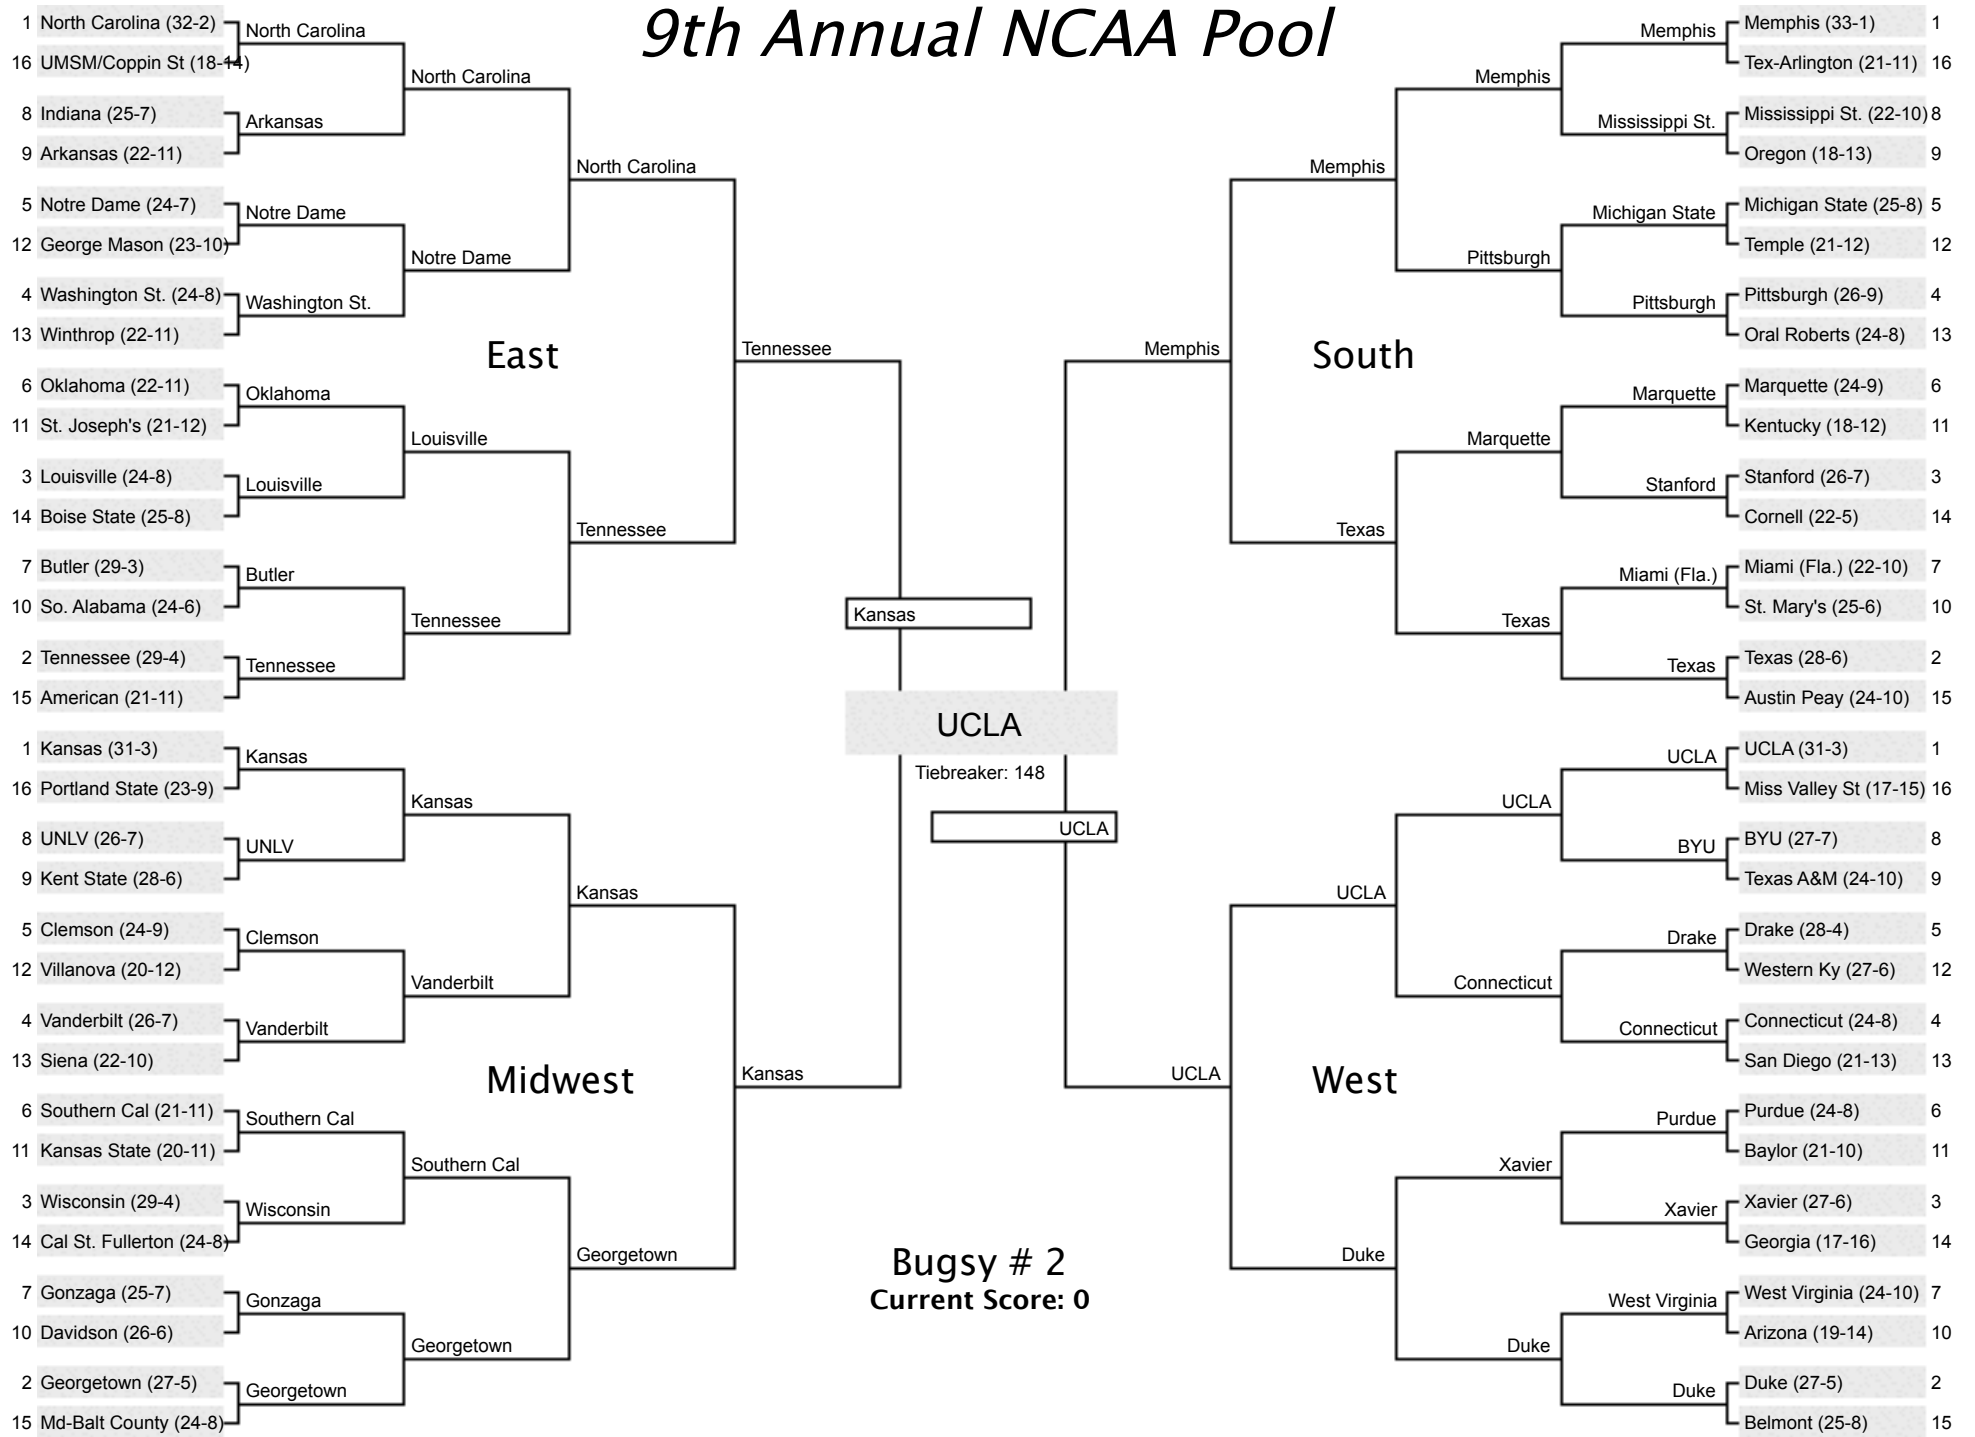 9th Annual NCAA Pool
1 North Carolina (32-2)
16 UMSM/Coppin St (18-14)
8 Indiana (25-7)
9 Arkansas (22-11)
5 Notre Dame (24-7)
12 George Mason (23-10)
4 Washington St. (24-8)
13 Winthrop (22-11)
6 Oklahoma (22-11)
11 St. Joseph's (21-12)
3 Louisville (24-8)
14 Boise State (25-8)
7 Butler (29-3)
10 So. Alabama (24-6)
2 Tennessee (29-4)
15 American (21-11)
North Carolina
Arkansas
Notre Dame
Washington St.
Oklahoma
Louisville
Butler
Tennessee
North Carolina
Notre Dame
Louisville
Tennessee
North Carolina
Tennessee
East
Tennessee
1 Kansas (31-3)
16 Portland State (23-9)
8 UNLV (26-7)
9 Kent State (28-6)
5 Clemson (24-9)
12 Villanova (20-12)
4 Vanderbilt (26-7)
13 Siena (22-10)
6 Southern Cal (21-11)
11 Kansas State (20-11)
3 Wisconsin (29-4)
14 Cal St. Fullerton (24-8)
7 Gonzaga (25-7)
10 Davidson (26-6)
2 Georgetown (27-5)
15 Md-Balt County (24-8)
Kansas
UNLV
Clemson
Vanderbilt
Southern Cal
Wisconsin
Gonzaga
Georgetown
Kansas
Vanderbilt
Southern Cal
Georgetown
Kansas
Georgetown
Midwest
Kansas
Kansas
UCLA
Tiebreaker: 148
UCLA
Bugsy # 2
Current Score: 0
Memphis (33-1) 1
Tex-Arlington (21-11) 16
Mississippi St. (22-10) 8
Oregon (18-13) 9
Michigan State (25-8) 5
Temple (21-12) 12
Pittsburgh (26-9) 4
Oral Roberts (24-8) 13
Marquette (24-9) 6
Kentucky (18-12) 11
Stanford (26-7) 3
Cornell (22-5) 14
Miami (Fla.) (22-10) 7
St. Mary's (25-6) 10
Texas (28-6) 2
Austin Peay (24-10) 15
Memphis
Mississippi St.
Michigan State
Pittsburgh
Marquette
Stanford
Miami (Fla.)
Texas
Memphis
Pittsburgh
Marquette
Texas
Memphis
Texas
South
Memphis
UCLA (31-3) 1
Miss Valley St (17-15) 16
BYU (27-7) 8
Texas A&M (24-10) 9
Drake (28-4) 5
Western Ky (27-6) 12
Connecticut (24-8) 4
San Diego (21-13) 13
Purdue (24-8) 6
Baylor (21-10) 11
Xavier (27-6) 3
Georgia (17-16) 14
West Virginia (24-10) 7
Arizona (19-14) 10
Duke (27-5) 2
Belmont (25-8) 15
UCLA
BYU
Drake
Connecticut
Purdue
Xavier
West Virginia
Duke
UCLA
Connecticut
Xavier
Duke
UCLA
Duke
West
UCLA